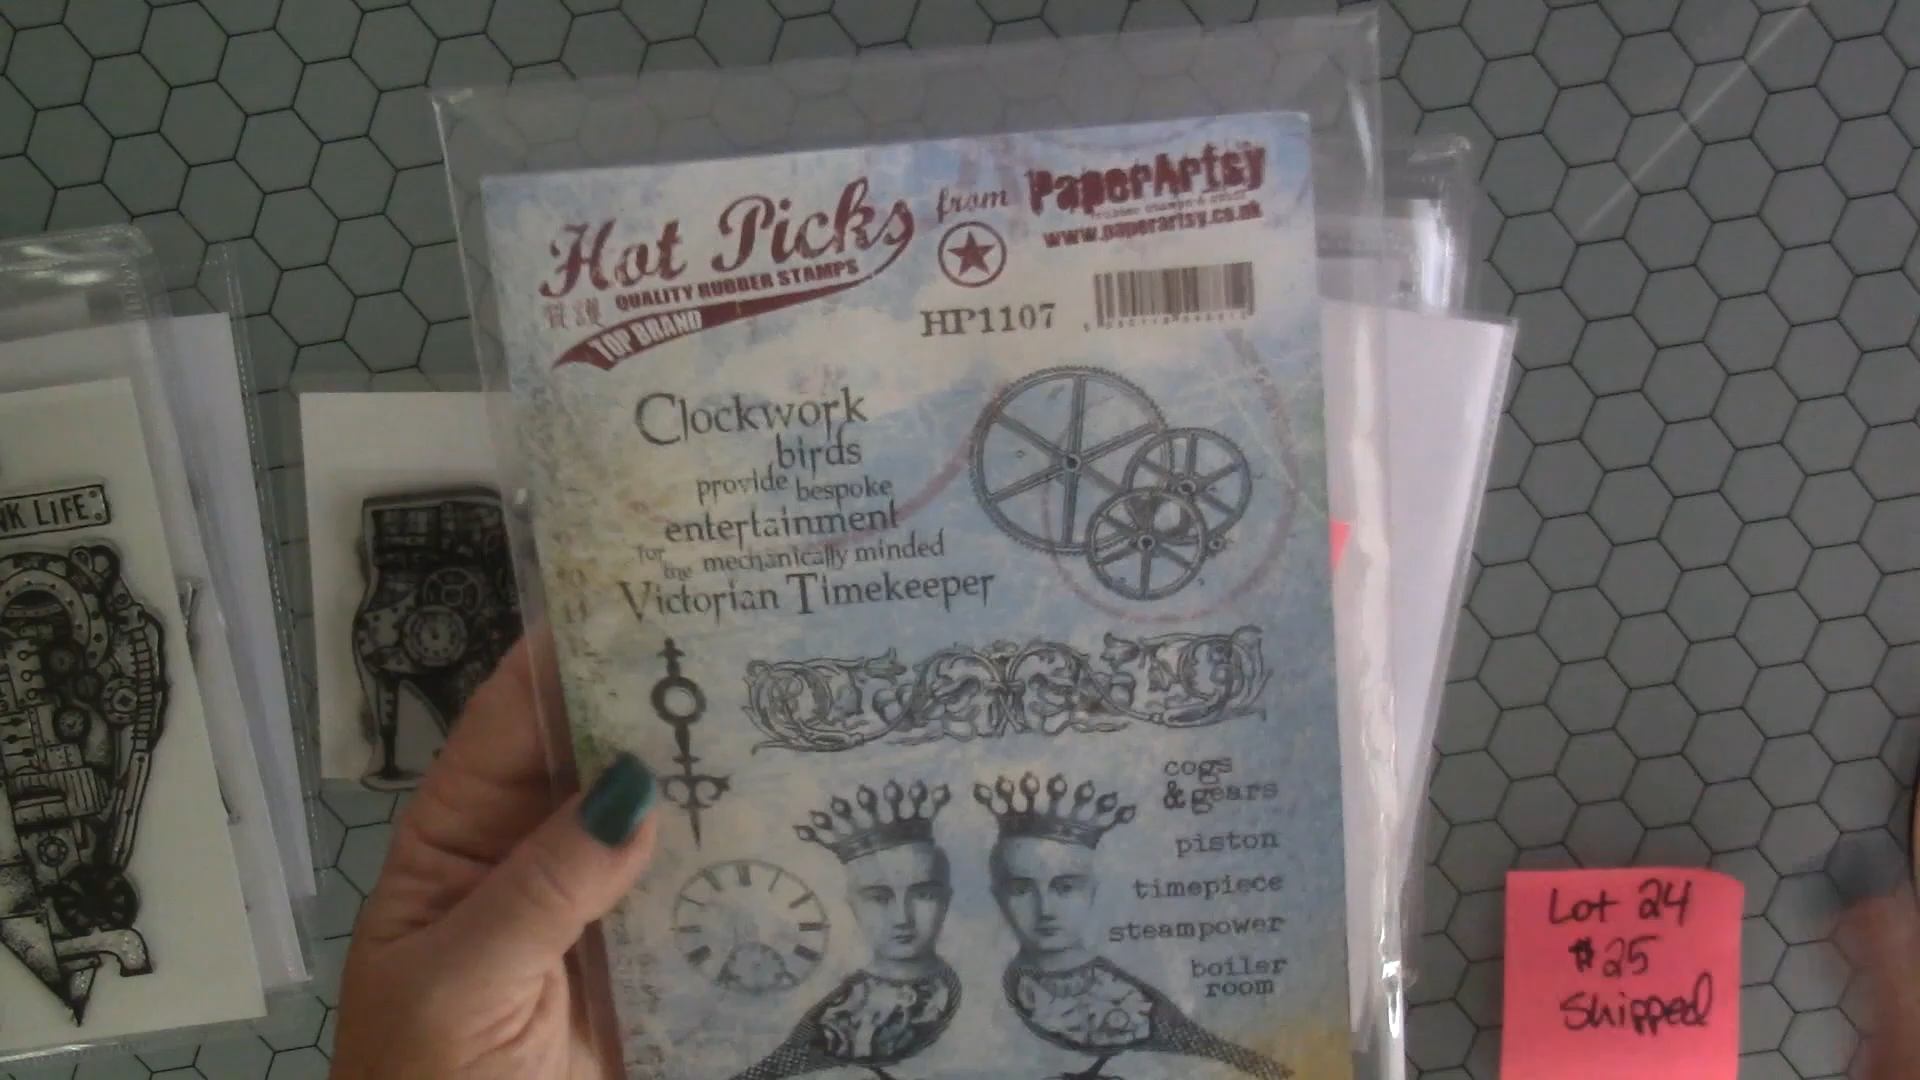 Hot Picks from PaperArtsy
www.paperartsy.co.uk
QUALITY RUBBER STAMPS
TOP BRAND
HP1107
Clockwork
birds
provide bespoke
entertainment
for the mechanically minded
Victorian Timekeeper
cogs
& gears
piston
timepiece
steampower
boiler
room
NK LIFE
Lot 24
$25
Shipped